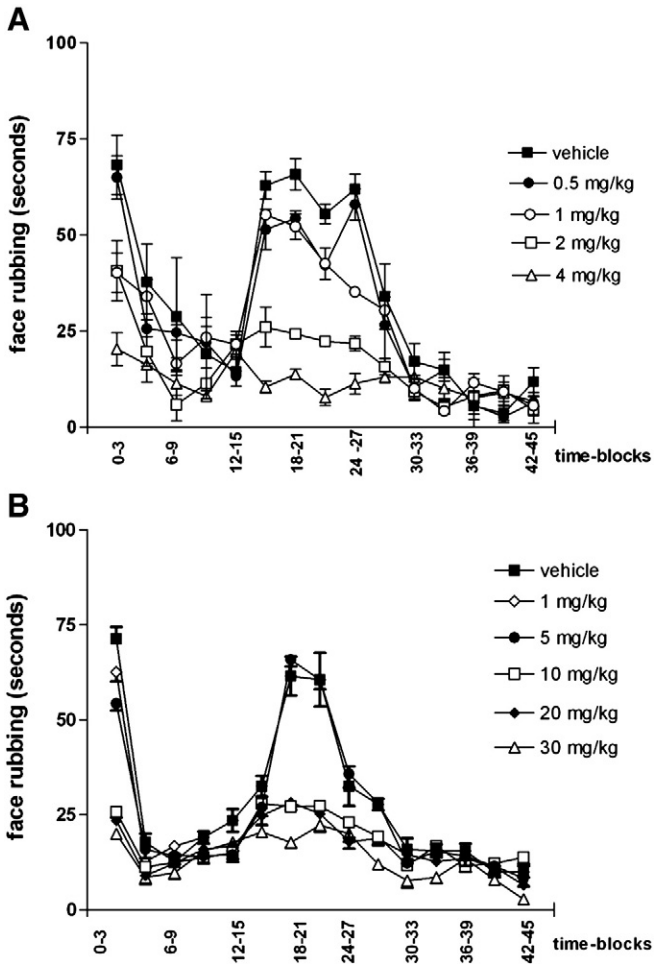 A
100
75
50
25
0
face rubbing (seconds)
vehicle
0.5 mg/kg
1 mg/kg
2 mg/kg
4 mg/kg
0-3
6-9
12-15
18-21
24 -27
30-33
36-39
42-45
time-blocks
B
100
75
50
25
0
face rubbing (seconds)
vehicle
1 mg/kg
5 mg/kg
10 mg/kg
20 mg/kg
30 mg/kg
0-3
6-9
12-15
18-21
24-27
30-33
36-39
42-45
time-blocks